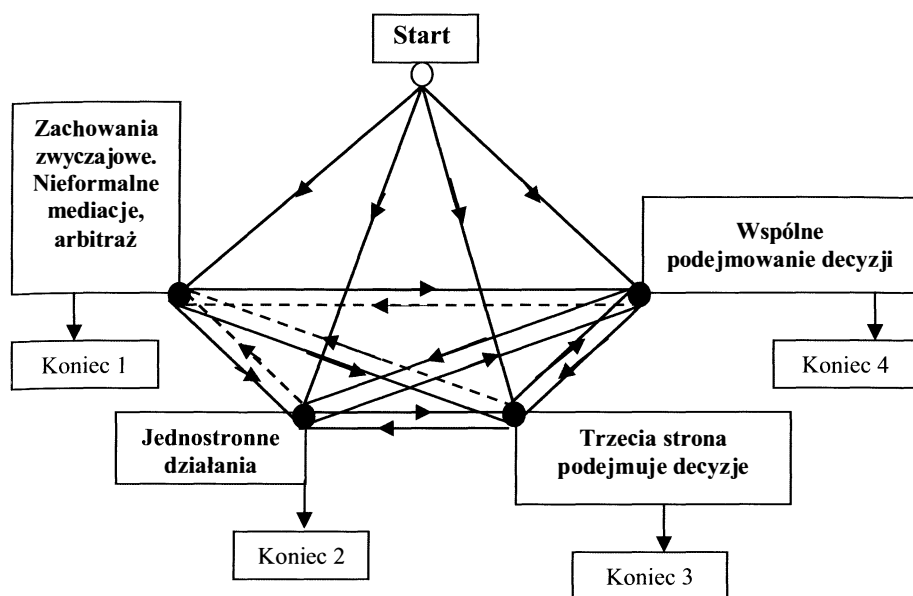 Start
Zachowania
zwyczajowe.
Nieformalne
mediacje,
arbitraż
Wspólne
podejmowanie decyzji
Koniec 1
Koniec 4
Jednostronne
działania
Trzecia strona
podejmuje decyzje
Koniec 2
Koniec 3